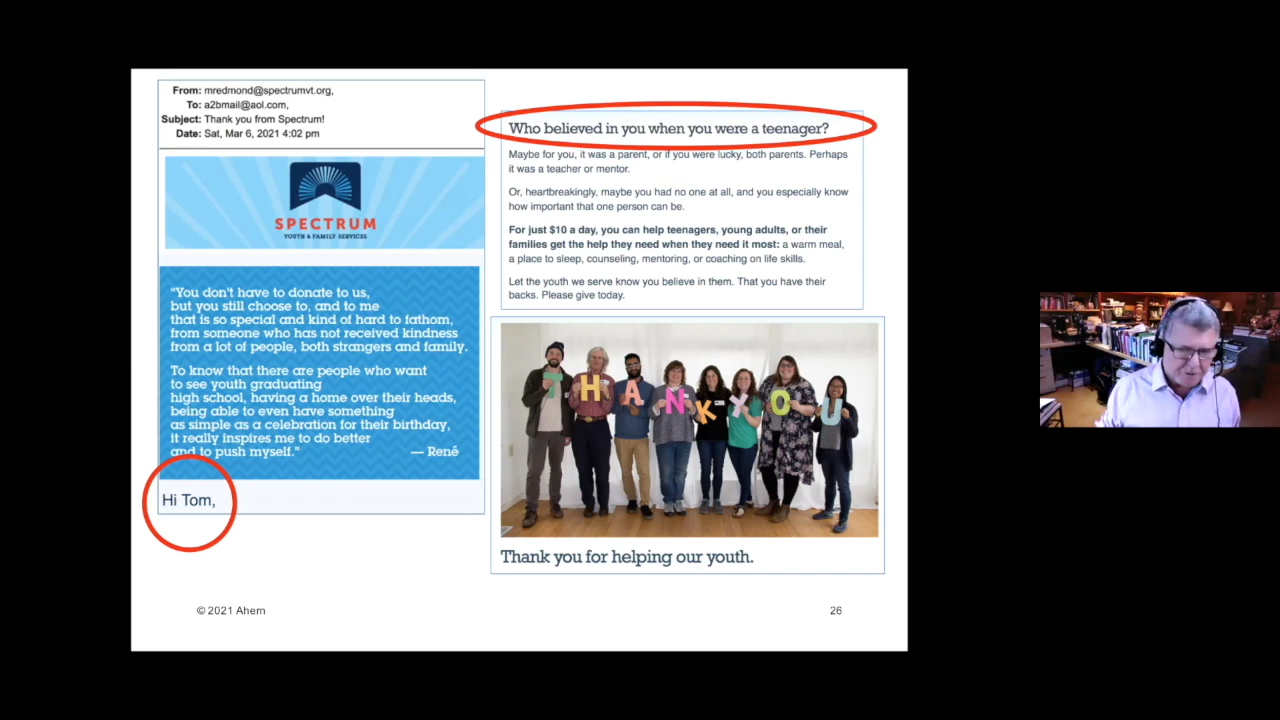 From: mredmond@spectrumvt.org,
To: a2bmail@aol.com,
Subject: Thank you from Spectrum!
Date: Sat, Mar 6, 2021 4:02 pm
SPECTRUM
YOUTH & FAMILY SERVICES
"You don't have to donate to us,
but you still choose to, and to me
that is so special and kind of hard to fathom,
from someone who has not received kindness
from a lot of people, both strangers and family.
To know that there are people who want
to see youth graduating
high school, having a home over their heads,
being able to even have something
as simple as a celebration for their birthday,
it really inspires me to do better
and to push myself." — René
Hi Tom,
Who believed in you when you were a teenager?
Maybe for you, it was a parent, or if you were lucky, both parents. Perhaps
it was a teacher or mentor.
Or, heartbreakingly, maybe you had no one at all, and you especially know
how important that one person can be.
For just $10 a day, you can help teenagers, young adults, or their
families get the help they need when they need it most: a warm meal,
a place to sleep, counseling, mentoring, or coaching on life skills.
Let the youth we serve know you believe in them. That you have their
backs. Please give today.
THANK YOU
Thank you for helping our youth.
© 2021 Ahern
26